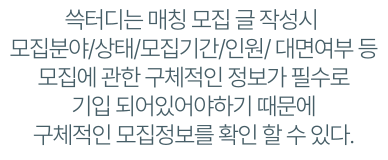 쓱터디는 매칭 모집 글 작성시
모집분야/상태/모집기간/인원/ 대면여부 등
모집에 관한 구체적인 정보가 필수로
기입 되어있어야하기 때문에
구체적인 모집정보를 확인 할 수 있다.